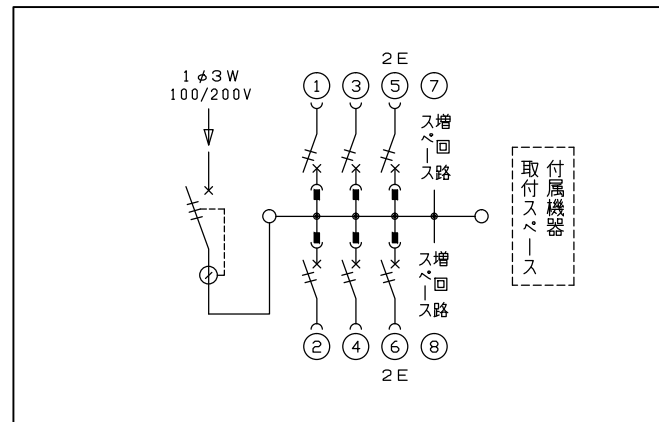 1φ3W
100/200V
2E
① ③ ⑤ ⑦
増回路
スペース
付属機器
取付スペース
増回路
スペース
② ④ ⑥ ⑧
2E